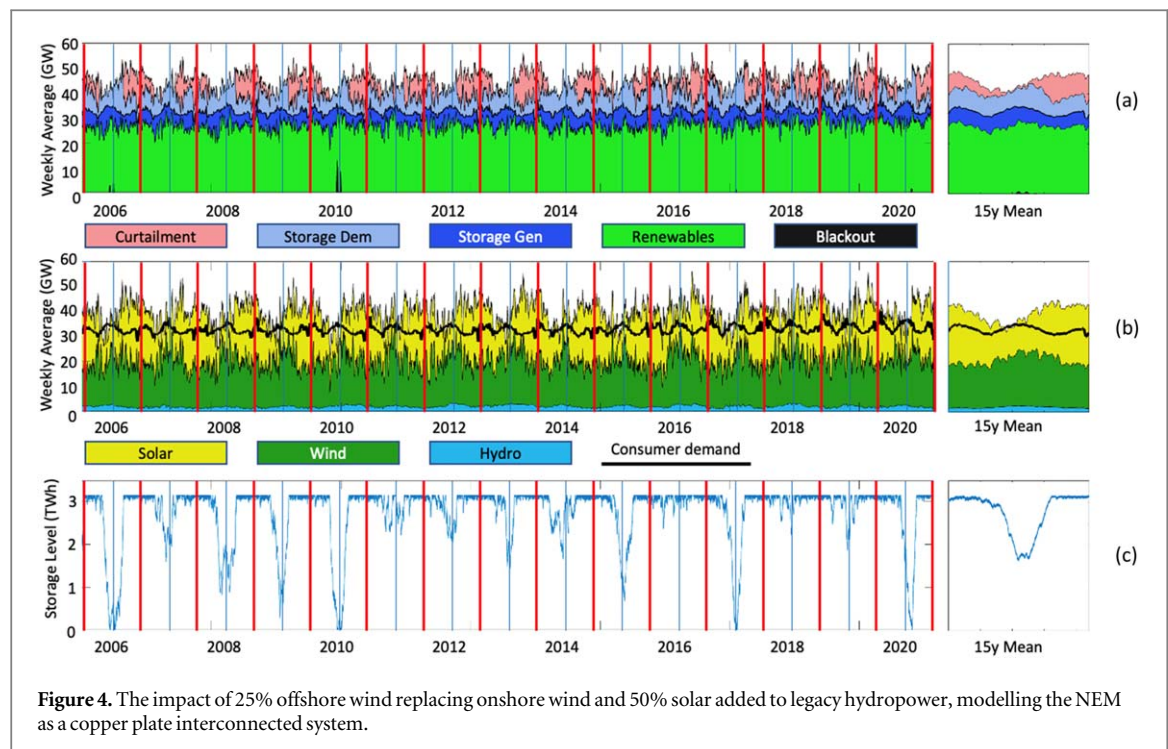 60
50
40
30
20
10
0
Weekly Average (GW)
(a)
2006 2008 2010 2012 2014 2016 2018 2020 15y Mean
Curtailment Storage Dem Storage Gen Renewables Blackout
60
50
40
30
20
10
0
Weekly Average (GW)
(b)
2006 2008 2010 2012 2014 2016 2018 2020 15y Mean
Solar Wind Hydro Consumer demand
3
2
1
0
Storage Level (TWh)
(c)
2006 2008 2010 2012 2014 2016 2018 2020 15y Mean
Figure 4. The impact of 25% offshore wind replacing onshore wind and 50% solar added to legacy hydropower, modelling the NEM
as a copper plate interconnected system.